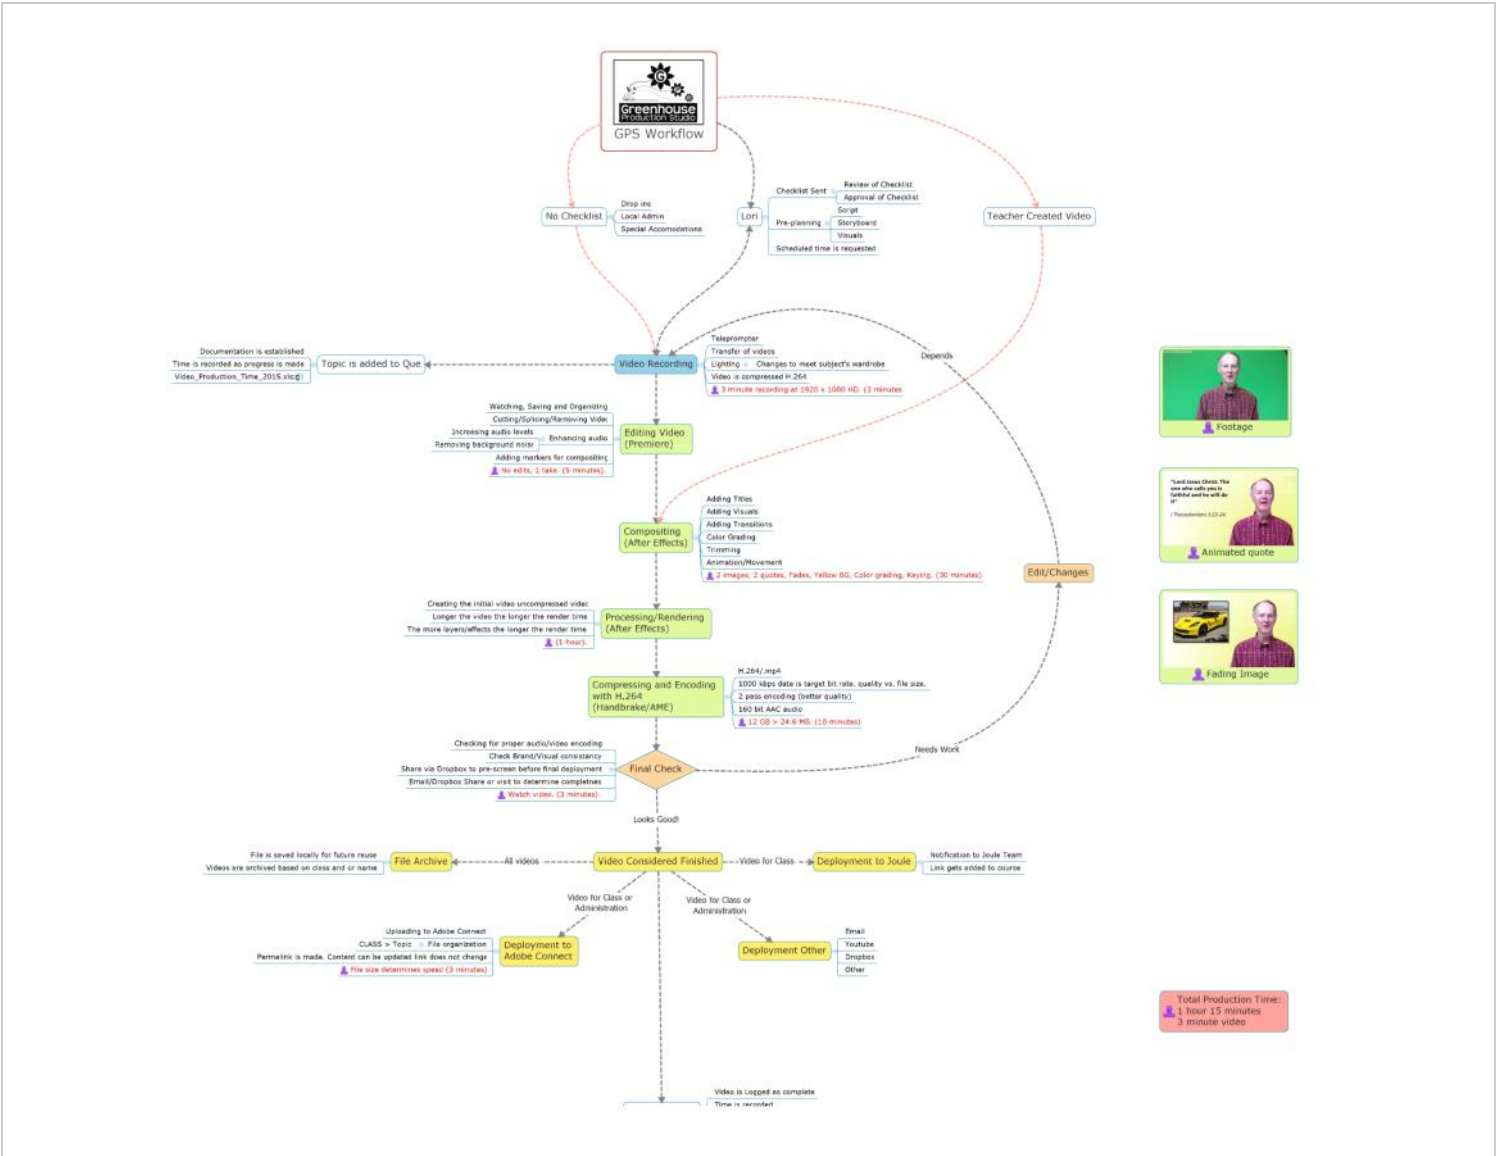 G
Greenhouse
Production Studio
GPS Workflow
No Checklist
Drop ins
Local Admin
Special Accomodations
Lori
Checklist Sent
Review of Checklist
Approval of Checklist
Pre-planning
Script
Storyboard
Visuals
Scheduled time is requested
Teacher Created Video
Documentation is established
Time is recorded as progress is made
Video_Production_Time_2015.xlsg
Topic is added to Que
Video Recording
Teleprompter
Transfer of videos
Lighting
Changes to meet subject's wardrobe
Video is compressed H.264
3 minute recording at 1920 x 1080 HD. (3 minutes
Depends
Watching, Saving and Organizing
Cutting/Splicing/Removing Video
Increasing audio levels
Removing background noise
Enhancing audio
Adding markers for compositing
No edits, 1 take. (5 minutes).
Editing Video
(Premiere)
Footage
Compositing
(After Effects)
Adding Titles
Adding Visuals
Adding Transitions
Color Grading
Trimming
Animation/Movement
2 images, 2 quotes, Fades, Yellow BG, Color grading, Keying. (30 minutes)
"Lord Jesus Christ. The
one who calls you is
faithful and he will do
it"
Animated quote
Edit/Changes
Creating the initial video uncompressed video
Longer the video the longer the render time
The more layers/effects the longer the render time
(1 hour).
Processing/Rendering
(After Effects)
Fading Image
Compressing and Encoding
with H.264
(Handbrake/AME)
H.264/.mp4
1000 kbps data is target bit rate. quality vs. file size.
2 pass encoding (better quality)
160 bit AAC audio
12 GB > 24.6 MB. (10 minutes)
Checking for proper audio/video encoding
Check Brand/Visual consistancy
Share via Dropbox to pre-screen before final deployment
Email/Dropbox Share or visit to determine completnes
Watch video. (3 minutes).
Final Check
Needs Work
Looks Good!
File is saved locally for future reuse
Videos are archived based on class and or name
File Archive
All videos
Video Considered Finished
Video for Class
Deployment to Joule
Notification to Joule Team
Link gets added to course
Video for Class or
Administration
Video for Class or
Administration
Uploading to Adobe Connect
CLASS > Topic
File organization
Permalink is made. Content can be updated link does not change
File size determines speed (3 minutes)
Deployment to
Adobe Connect
Deployment Other
Email
Youtube
Dropbox
Other
Total Production Time:
1 hour 15 minutes
3 minute video
Video is Logged as complete
Time is recorded